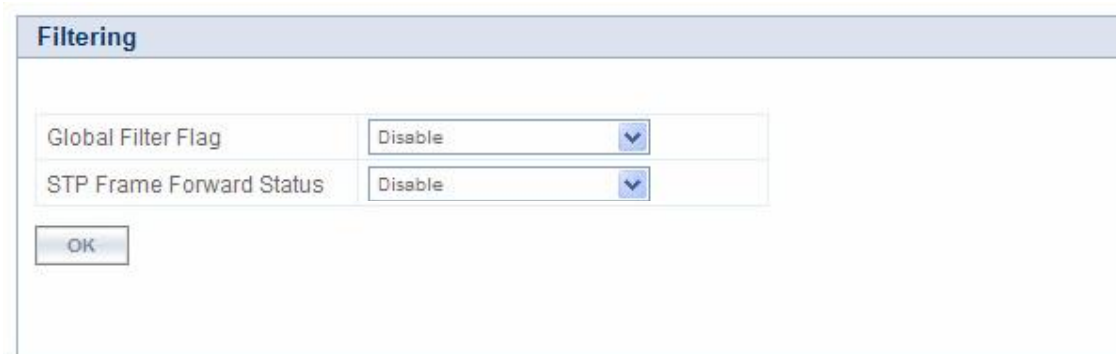 Filtering
Global Filter Flag Disable
STP Frame Forward Status Disable
OK